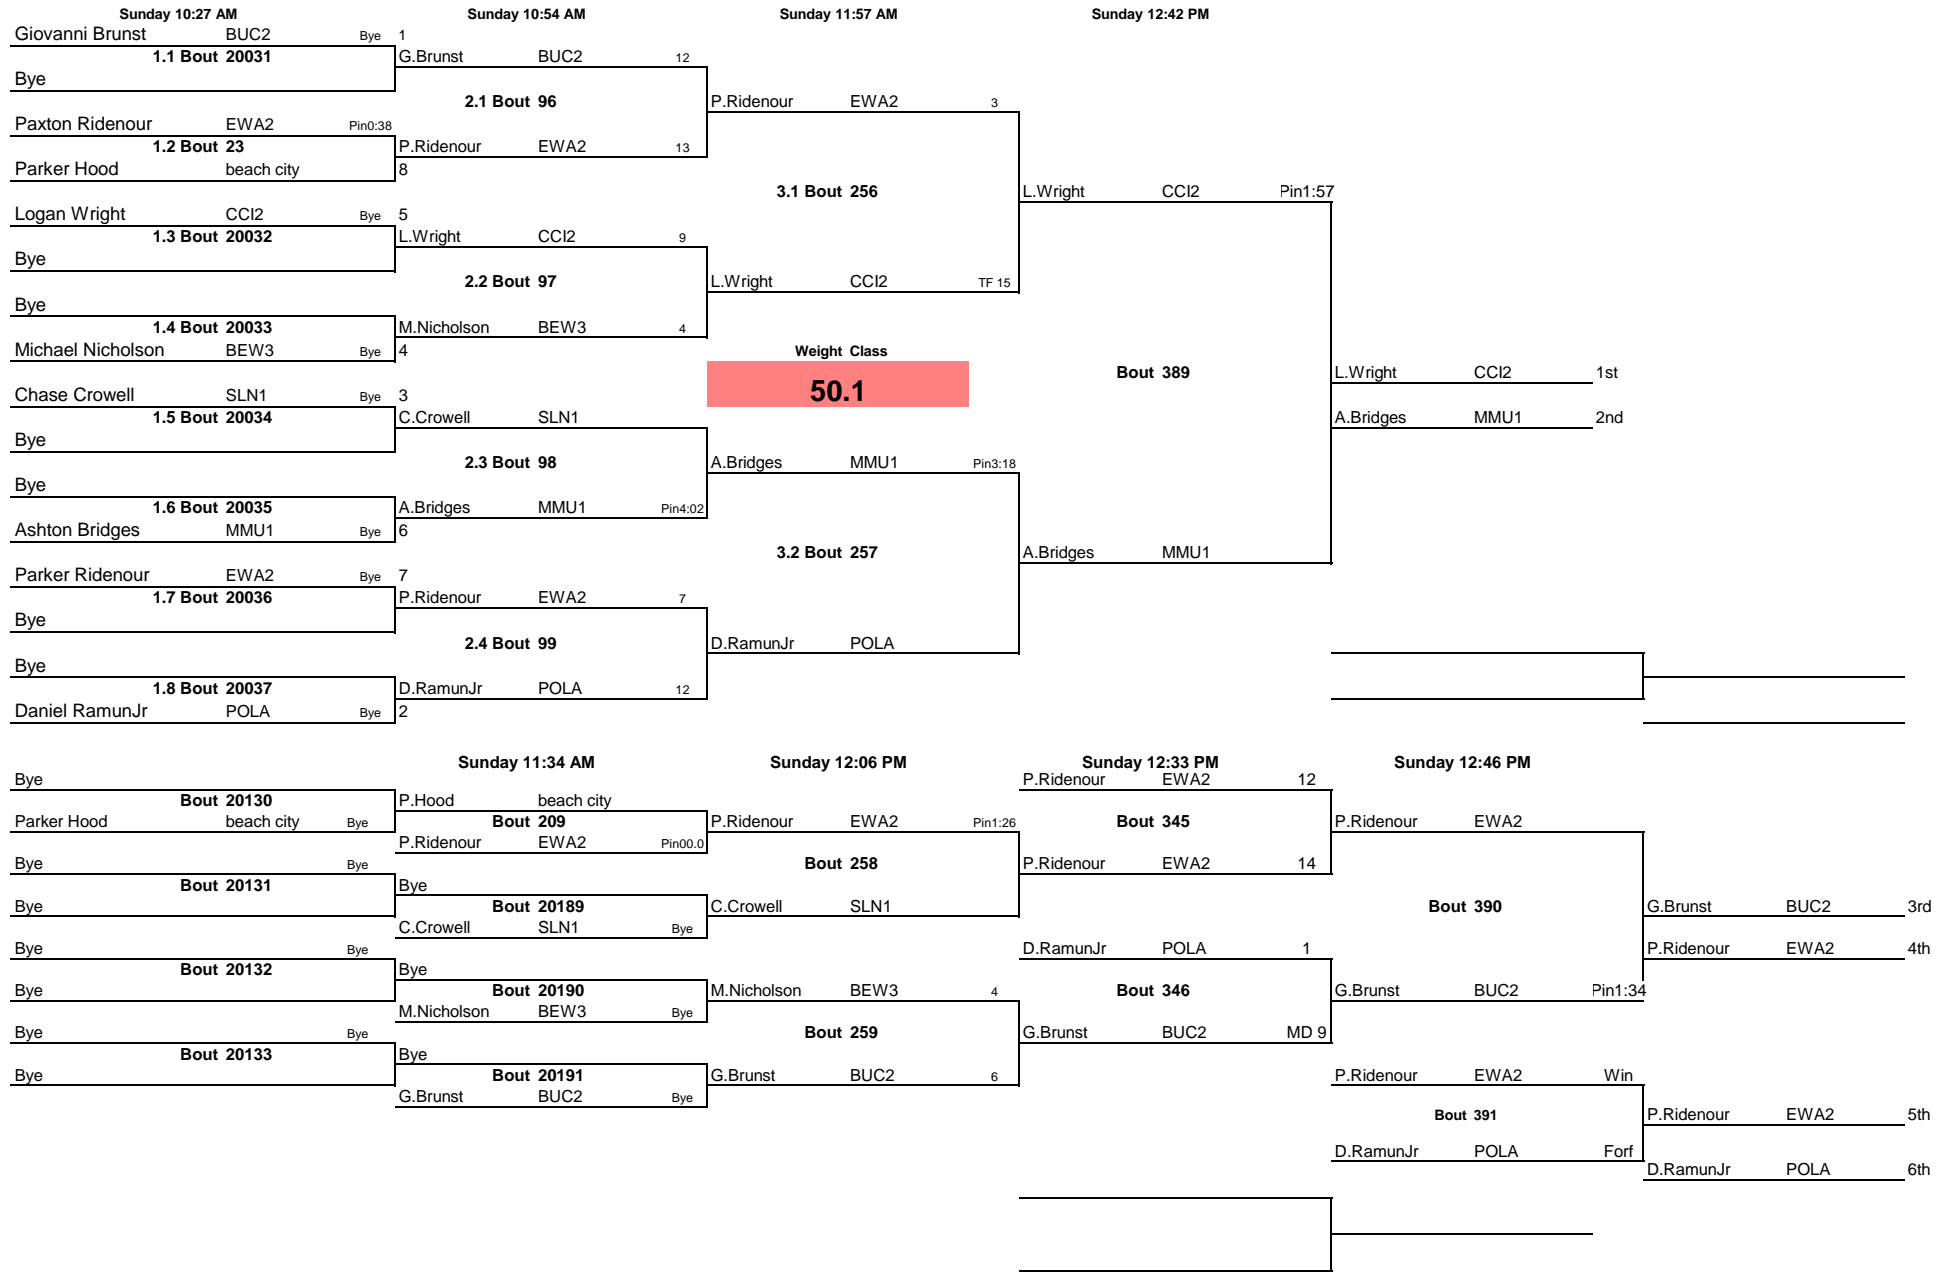 Sunday 10:27 AM Sunday 10:54 AM Sunday 11:57 AM Sunday 12:42 PM
Giovanni Brunst BUC2 Bye 1
1.1 Bout 20031 G.Brunst BUC2 12
Bye
2.1 Bout 96 P.Ridenour EWA2 3
Paxton Ridenour EWA2 Pin0:38
1.2 Bout 23 P.Ridenour EWA2 13
Parker Hood beach city 8
3.1 Bout 256 L.Wright CCI2 Pin1:57
Logan Wright CCI2 Bye 5
1.3 Bout 20032 L.Wright CCI2 9
Bye
2.2 Bout 97 L.Wright CCI2 TF 15
Bye
1.4 Bout 20033 M.Nicholson BEW3 4
Michael Nicholson BEW3 Bye 4 Weight Class
Bout 389 L.Wright CCI2 1st
Chase Crowell SLN1 Bye 3 50.1
1.5 Bout 20034 C.Crowell SLN1 A.Bridges MMU1 2nd
Bye
2.3 Bout 98 A.Bridges MMU1 Pin3:18
Bye
1.6 Bout 20035 A.Bridges MMU1 Pin4:02
Ashton Bridges MMU1 Bye 6
3.2 Bout 257 A.Bridges MMU1
Parker Ridenour EWA2 Bye 7
1.7 Bout 20036 P.Ridenour EWA2 7
Bye
2.4 Bout 99 D.RamunJr POLA
Bye
1.8 Bout 20037 D.RamunJr POLA 12
Daniel RamunJr POLA Bye 2
Sunday 11:34 AM Sunday 12:06 PM Sunday 12:33 PM Sunday 12:46 PM
Bye P.Ridenour EWA2 12
Bout 20130 P.Hood beach city
Parker Hood beach city Bye Bout 209 P.Ridenour EWA2 Pin1:26 Bout 345 P.Ridenour EWA2
P.Ridenour EWA2 Pin00.0
Bye Bye Bout 258 P.Ridenour EWA2 14
Bout 20131 Bye
Bye Bout 20189 C.Crowell SLN1 Bout 390 G.Brunst BUC2 3rd
C.Crowell SLN1 Bye
Bye Bye D.RamunJr POLA 1 P.Ridenour EWA2 4th
Bout 20132 Bye
Bye Bout 20190 M.Nicholson BEW3 4 Bout 346 G.Brunst BUC2 Pin1:34
M.Nicholson BEW3 Bye
Bye Bye Bout 259 G.Brunst BUC2 MD 9
Bout 20133 Bye
Bye Bout 20191 G.Brunst BUC2 6 P.Ridenour EWA2 Win
G.Brunst BUC2 Bye
Bout 391 P.Ridenour EWA2 5th
D.RamunJr POLA Forf
D.RamunJr POLA 6th